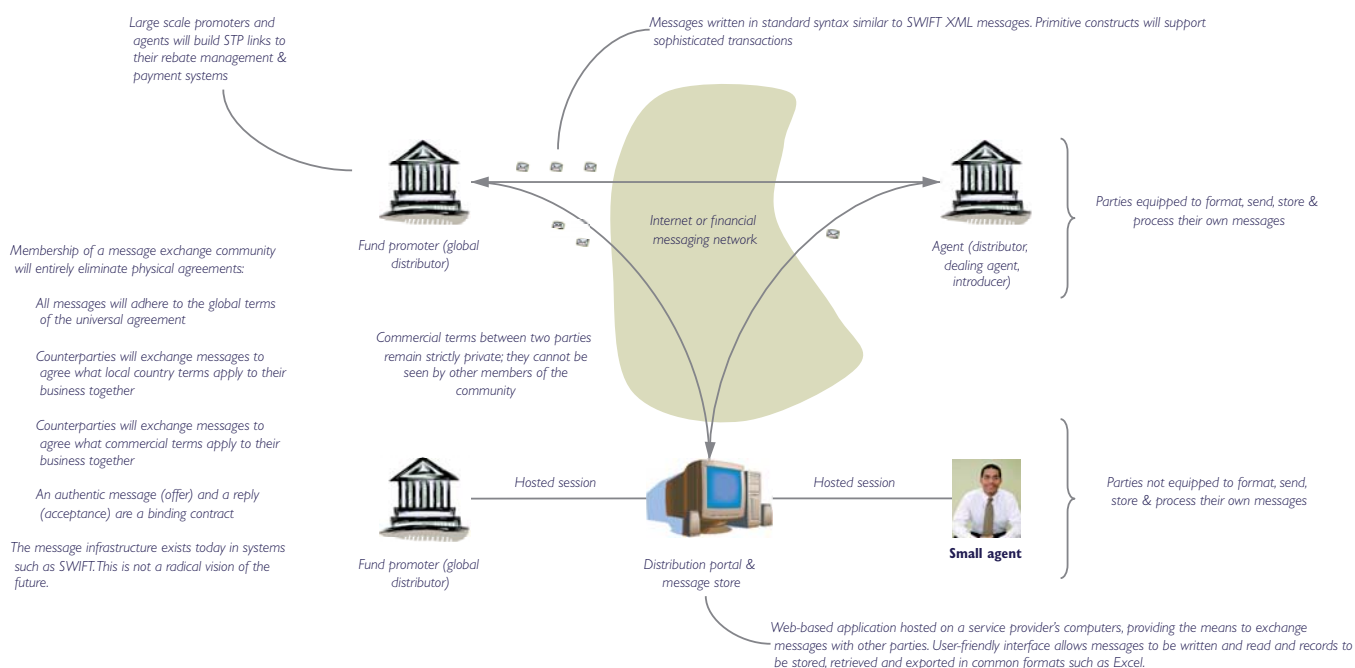 Large scale promoters and
agents will build STP links to
their rebate management &
payment systems
Messages written in standard syntax similar to SWIFT XML messages. Primitive constructs will support
sophisticated transactions
Internet or financial
messaging network
Fund promoter (global
distributor)
Agent (distributor,
dealing agent,
introducer)
Parties equipped to format, send, store &
process their own messages
Membership of a message exchange community
will entirely eliminate physical agreements:
All messages will adhere to the global terms
of the universal agreement
Counterparties will exchange messages to
agree what local country terms apply to their
business together
Counterparties will exchange messages to
agree what commercial terms apply to their
business together
An authentic message (offer) and a reply
(acceptance) are a binding contract
The message infrastructure exists today in systems
such as SWIFT. This is not a radical vision of the
future.
Commercial terms between two parties
remain strictly private; they cannot be
seen by other members of the
community
Hosted session
Hosted session
Parties not equipped to format, send,
store & process their own messages
Fund promoter (global
distributor)
Distribution portal &
message store
Small agent
Web-based application hosted on a service provider's computers, providing the means to exchange
messages with other parties. User-friendly interface allows messages to be written and read and records to
be stored, retrieved and exported in common formats such as Excel.